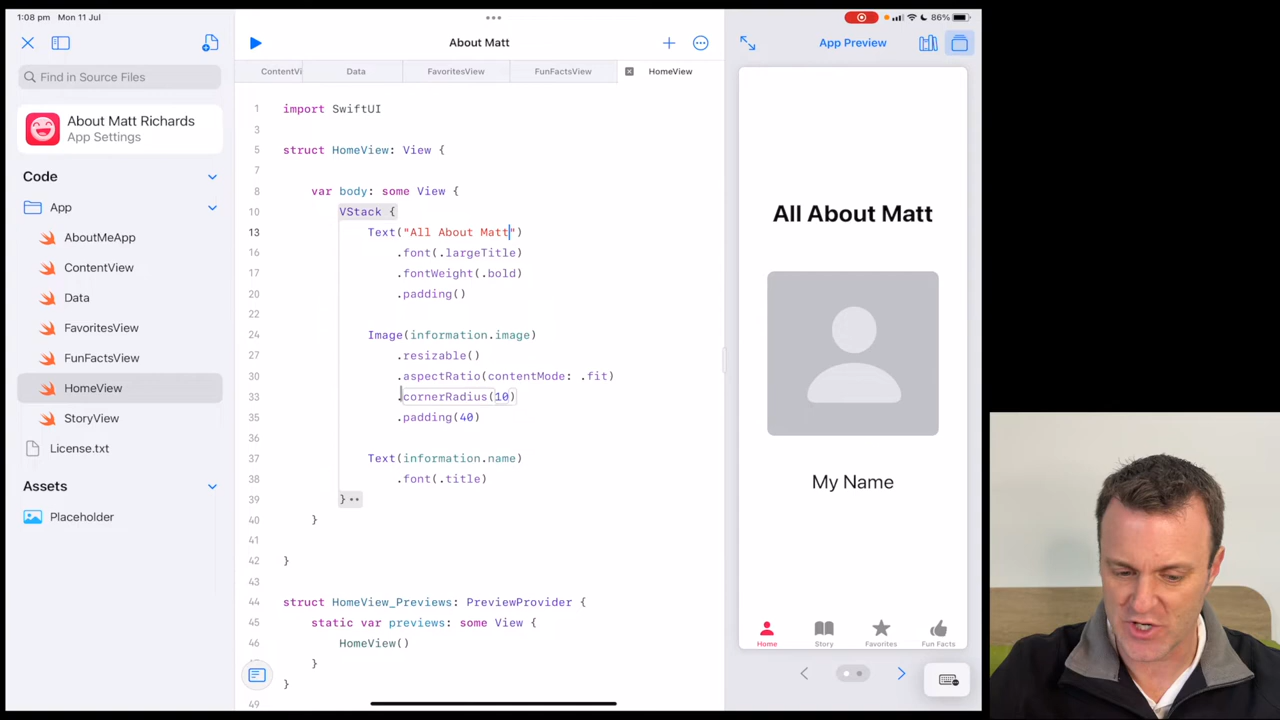 1:08 pm Mon 11 Jul
86%
About Matt
App Preview
Find in Source Files
ContentVi
Data
FavoritesView
FunFactsView
HomeView
About Matt Richards
App Settings
Code
App
AboutMeApp
ContentView
Data
FavoritesView
FunFactsView
HomeView
StoryView
License.txt
Assets
Placeholder
1 import SwiftUI
3
5 struct HomeView: View {
7
8 var body: some View {
10 VStack {
13 Text("All About Matt")
16 .font(.largeTitle)
17 .fontWeight(.bold)
20 .padding()
22
24 Image(information.image)
27 .resizable()
30 .aspectRatio(contentMode: .fit)
33 .cornerRadius(10)
35 .padding(40)
36
37 Text(information.name)
38 .font(.title)
39 }
40 }
41
42 }
43
44 struct HomeView_Previews: PreviewProvider {
45 static var previews: some View {
46 HomeView()
}
}
49
All About Matt
My Name
Home
Story
Favorites
Fun Facts